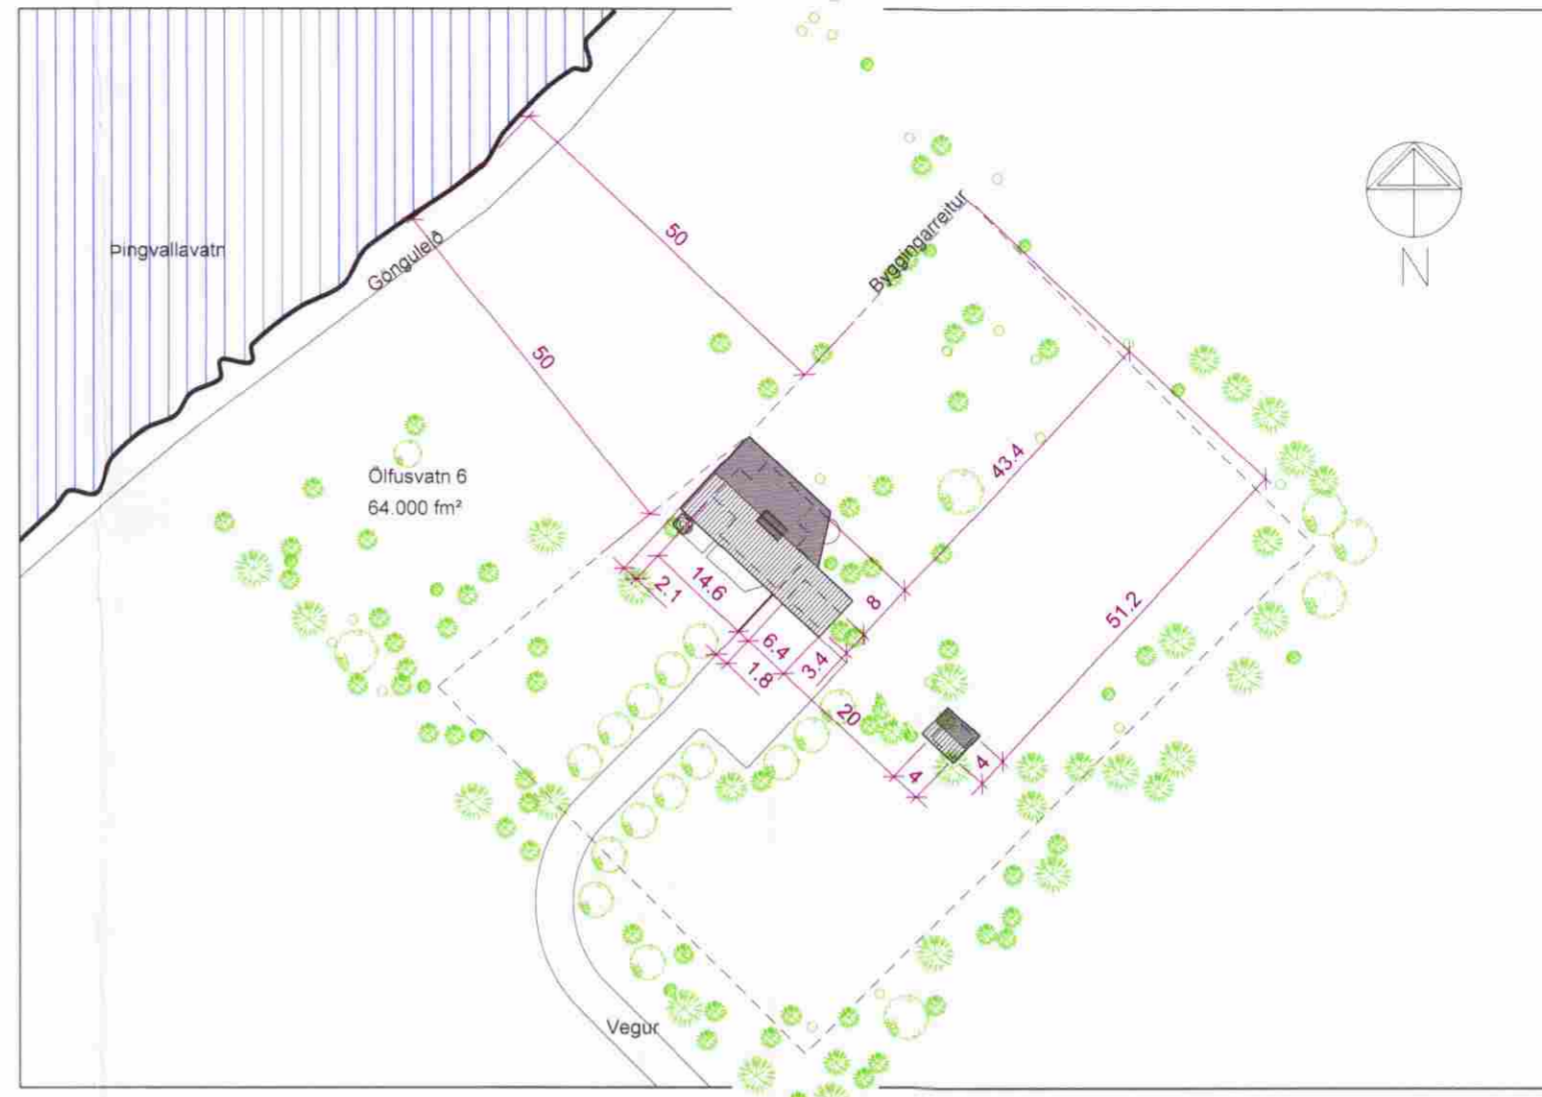 Þingvallavatn
Gönguleið
50
Byggingarreitur
50
Ölfusvatn 6
64.000 fm²
43.4
14.6
2.1
8
51.2
6.4
3.4
1.8
20
4
4
Vegur
N